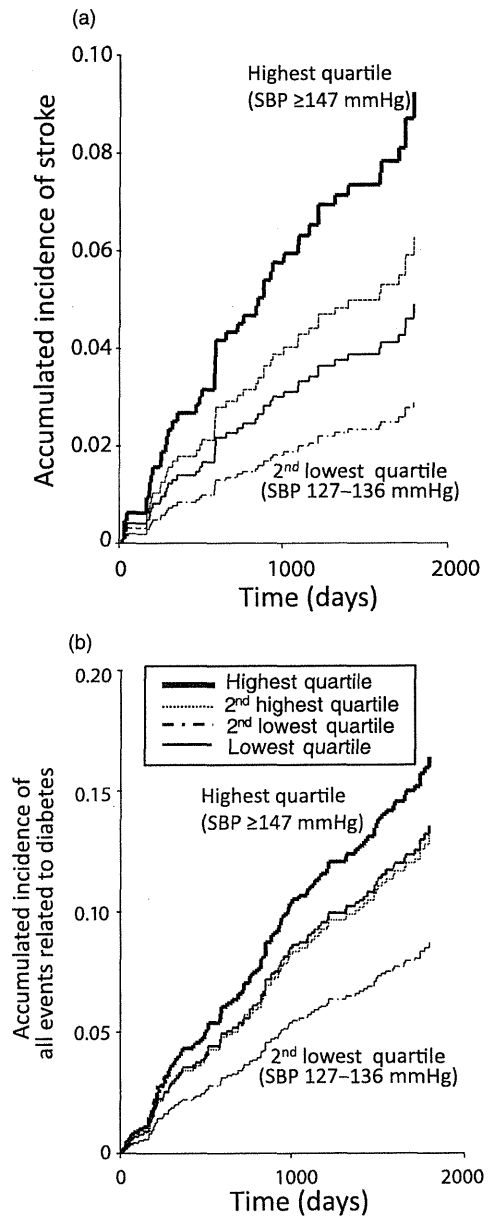 (a)
Accumulated incidence of stroke
0.10
0.08
0.06
0.04
0.02
0
Highest quartile
(SBP ≥147 mmHg)
2nd lowest quartile
(SBP 127–136 mmHg)
0
1000
2000
Time (days)
(b)
Accumulated incidence of
all events related to diabetes
0.20
0.15
0.10
0.05
0
Highest quartile
2nd highest quartile
2nd lowest quartile
Lowest quartile
Highest quartile
(SBP ≥147 mmHg)
2nd lowest quartile
(SBP 127–136 mmHg)
0
1000
2000
Time (days)